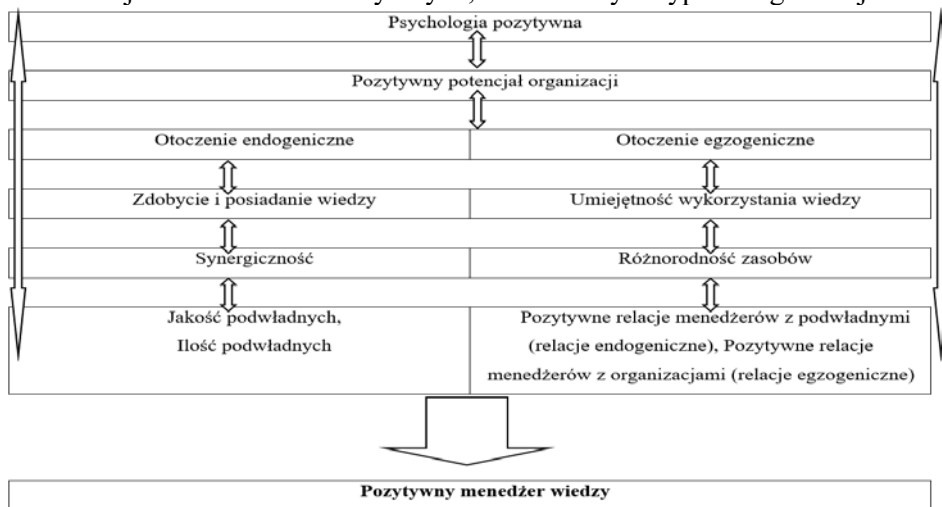 Psychologia pozytywna
Pozytywny potencjał organizacji
Otoczenie endogeniczne
Otoczenie egzogeniczne
Zdobycie i posiadanie wiedzy
Umiejętność wykorzystania wiedzy
Synergiczność
Różnorodność zasobów
Jakość podwładnych,
Ilość podwładnych
Pozytywne relacje menedżerów z podwładnymi
(relacje endogeniczne), Pozytywne relacje
menedżerów z organizacjami (relacje egzogeniczne)
Pozytywny menedżer wiedzy